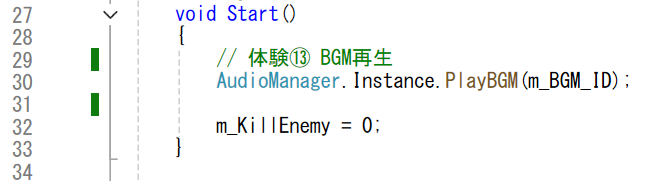 27 void Start()
28 {
29 // 体験⑬ BGM再生
30 AudioManager.Instance.PlayBGM(m_BGM_ID);
31
32 m_KillEnemy = 0;
33 }
34